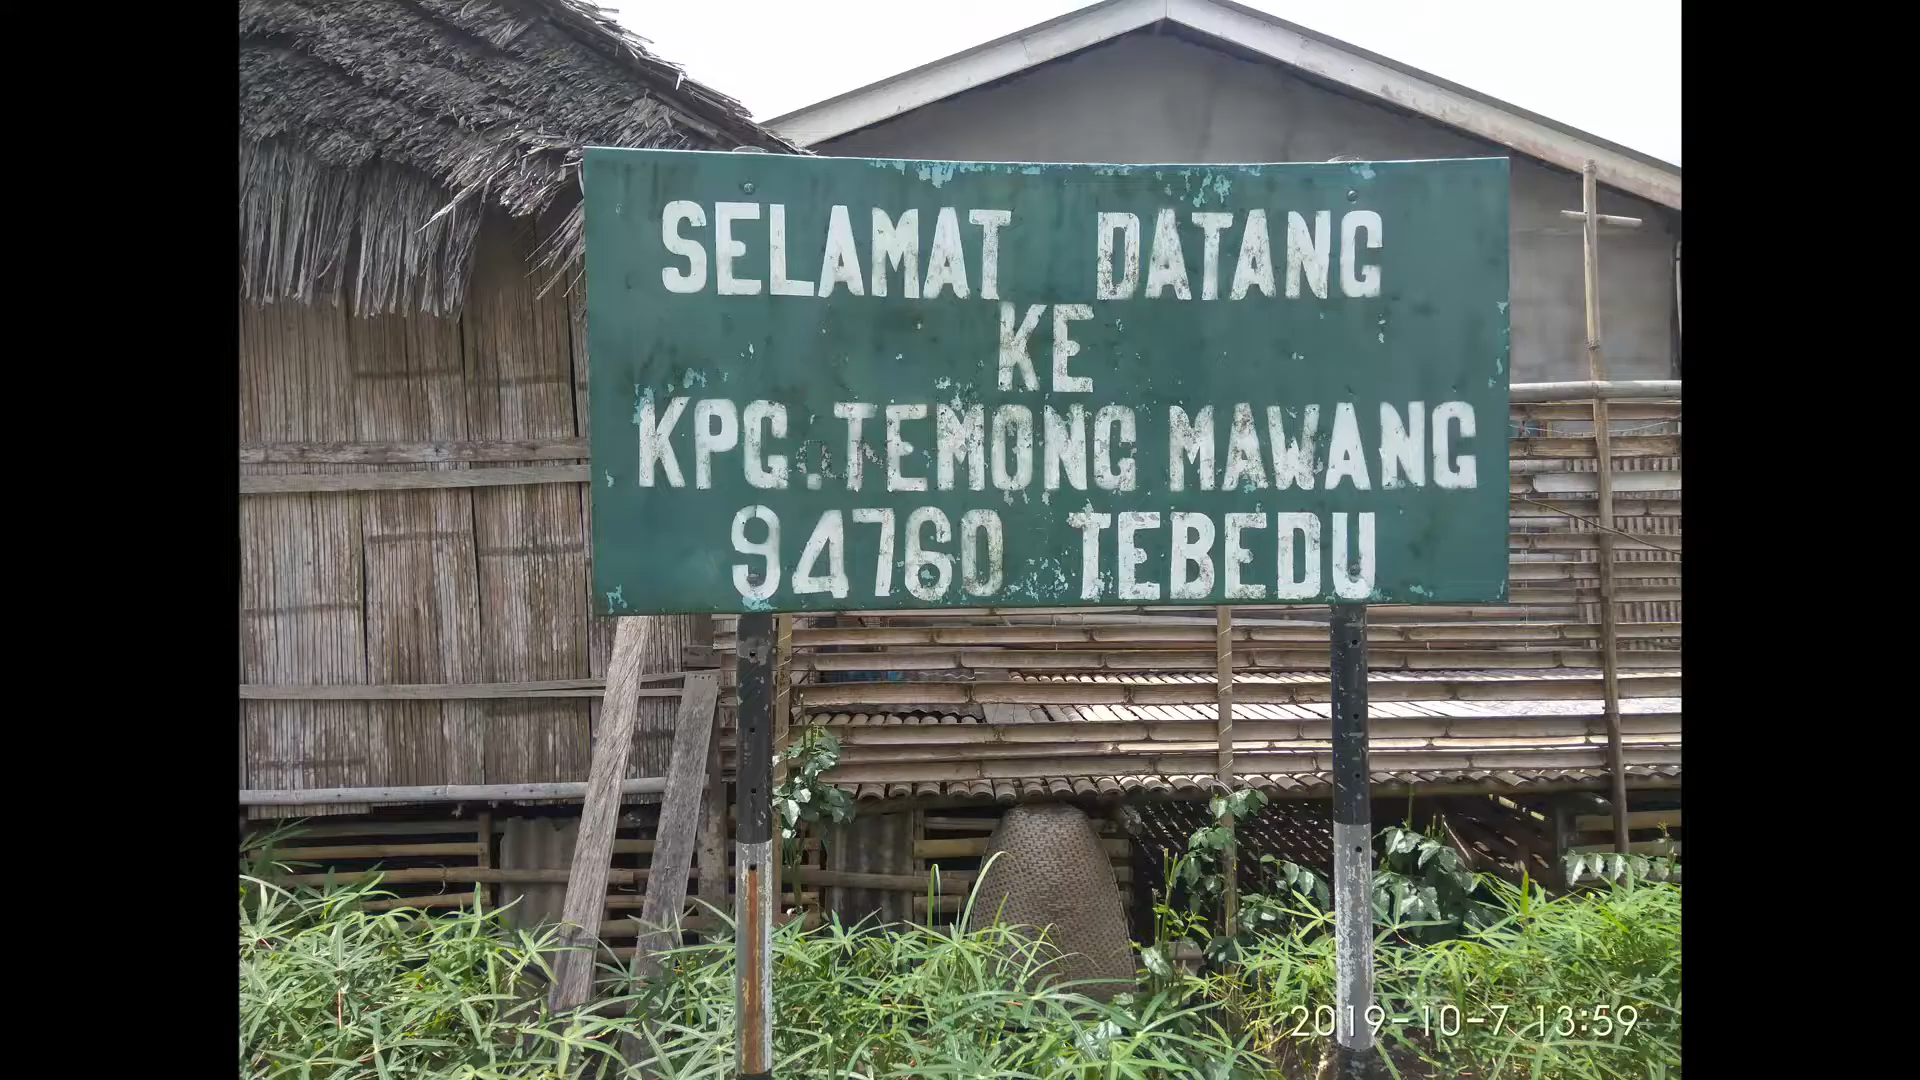 SELAMAT DATANG
KE
KPG.TEMONG MAWANG
94760 TEBEDU
2019-10-7 13:59